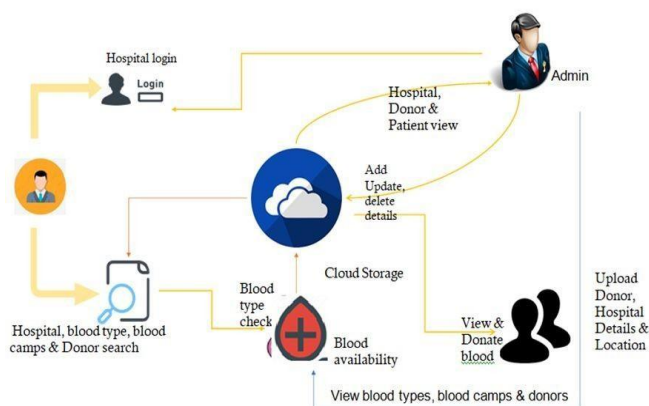 Hospital login
Login
Admin
Hospital,
Donor &
Patient view
Add
Update,
delete
details
Cloud Storage
Blood
type
check
Blood
availability
View &
Donate
blood
Upload
Donor,
Hospital
Details &
Location
Hospital, blood type, blood
camps & Donor search
View blood types, blood camps & donors